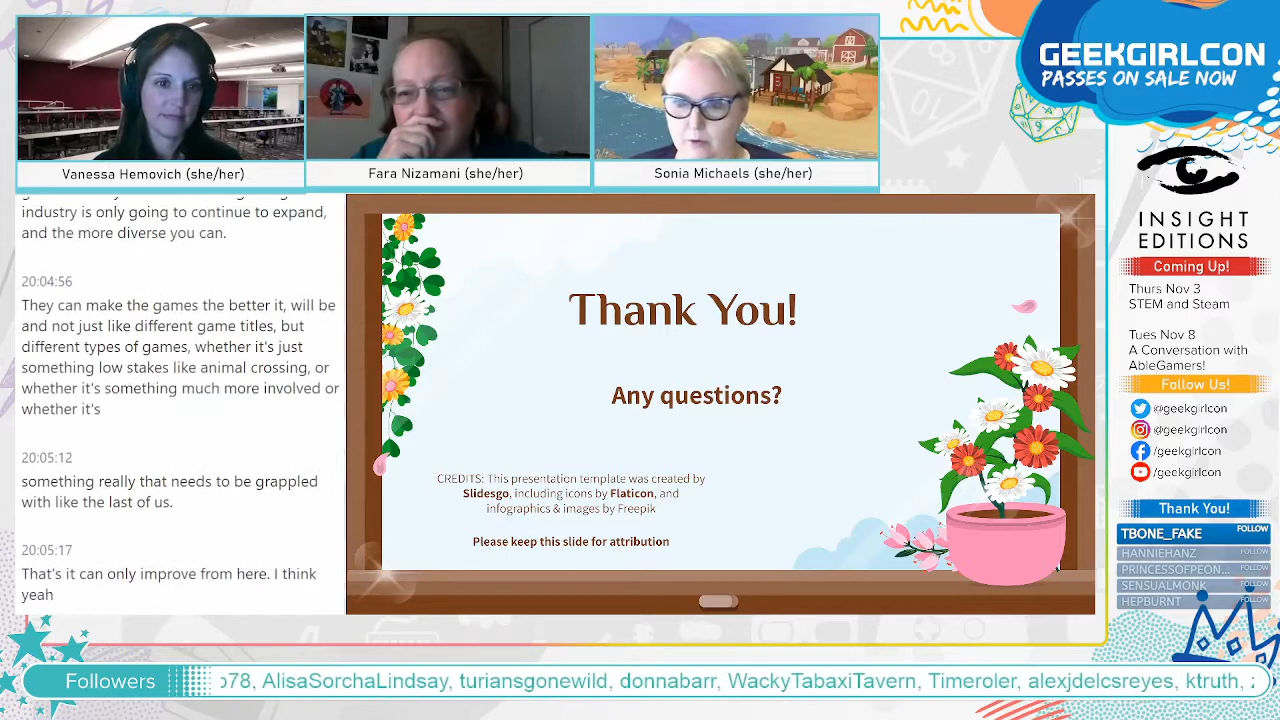 GEEKGIRLCON
PASSES ON SALE NOW
Vanessa Hemovich (she/her)
Fara Nizamani (she/her)
Sonia Michaels (she/her)
industry is only going to continue to expand,
and the more diverse you can.
20:04:56
They can make the games the better it, will be
and not just like different game titles, but
different types of games, whether it's just
something low stakes like animal crossing, or
whether it's something much more involved or
whether it's
20:05:12
something really that needs to be grappled
with like the last of us.
20:05:17
That's it can only improve from here. I think
yeah
Thank You!
Any questions?
CREDITS: This presentation template was created by
Slidesgo, including icons by Flaticon, and
infographics & images by Freepik
Please keep this slide for attribution
INSIGHT
EDITIONS
Coming Up!
Thurs Nov 3
STEM and Steam
Tues Nov 8
A Conversation with
AbleGamers!
Follow Us!
@geekgirlcon
@geekgirlcon
/geekgirlcon
/geekgirlcon
Thank You!
TBONE_FAKE FOLLOW
HANNIEHANZ FOLLOW
PRINCESSOFPEON... FOLLOW
SENSUALMONK FOLLOW
HEPBURNT FOLLOW
Followers
78, AlisaSorchaLindsay, turiansgonewild, donnabarr, WackyTabaxiTavern, Timeroler, alexjdelcsreyes, ktruth,